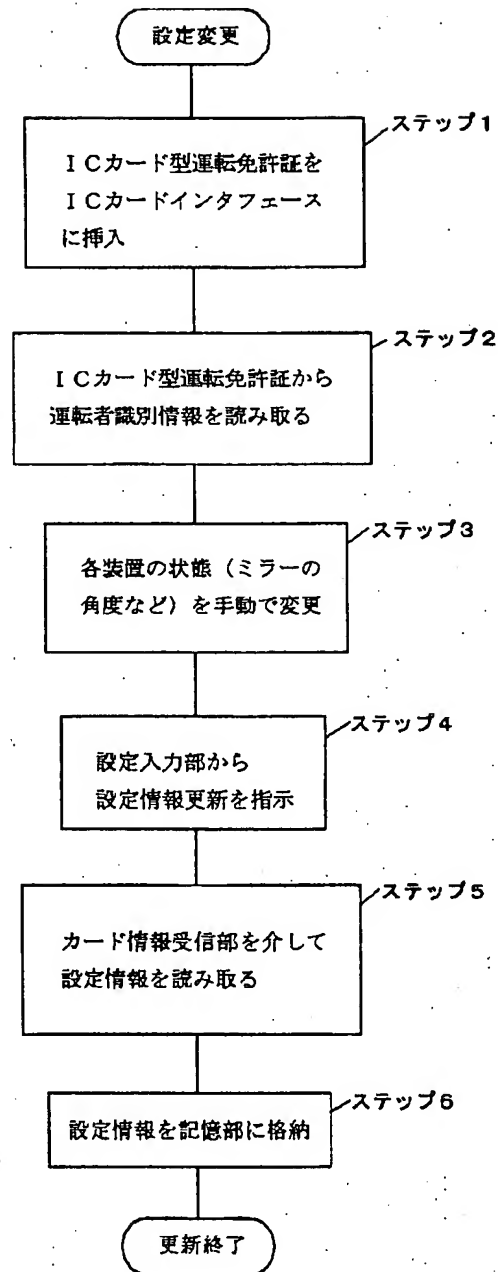 設定変更
ステップ1
ＩＣカード型運転免許証を
ＩＣカードインタフェース
に挿入
ステップ2
ＩＣカード型運転免許証から
運転者識別情報を読み取る
ステップ3
各装置の状態（ミラーの
角度など）を手動で変更
ステップ4
設定入力部から
設定情報更新を指示
ステップ5
カード情報受信部を介して
設定情報を読み取る
ステップ6
設定情報を記憶部に格納
更新終了